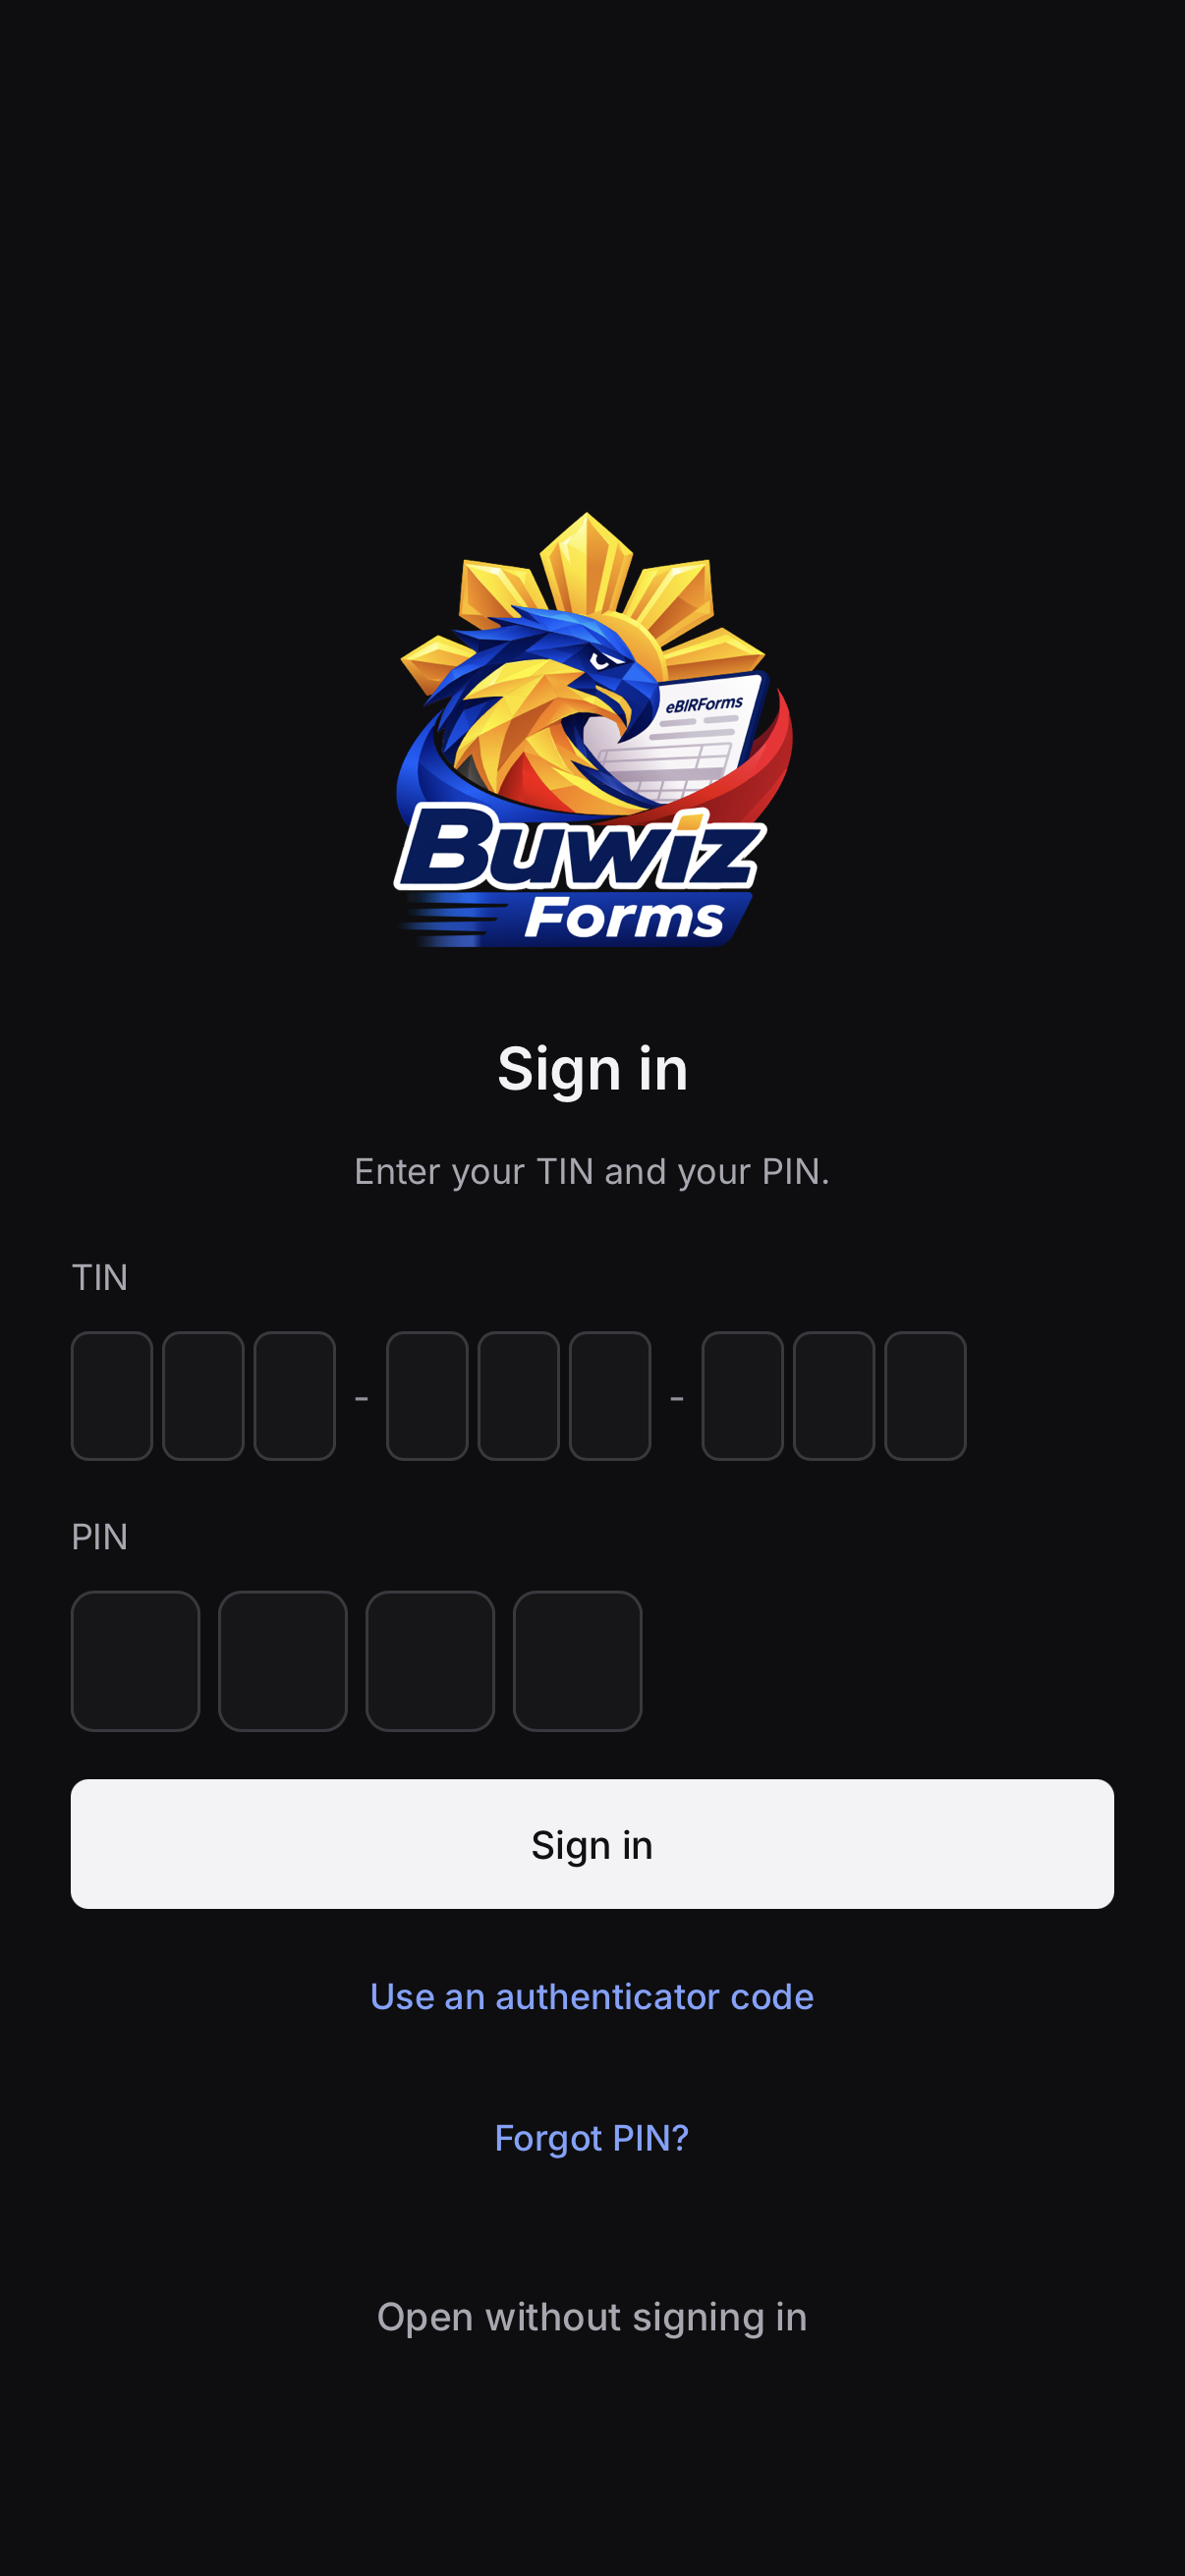 eBIRForms
Buwiz
Forms
Sign in
Enter your TIN and your PIN.
TIN
- -
PIN
Sign in
Use an authenticator code
Forgot PIN?
Open without signing in